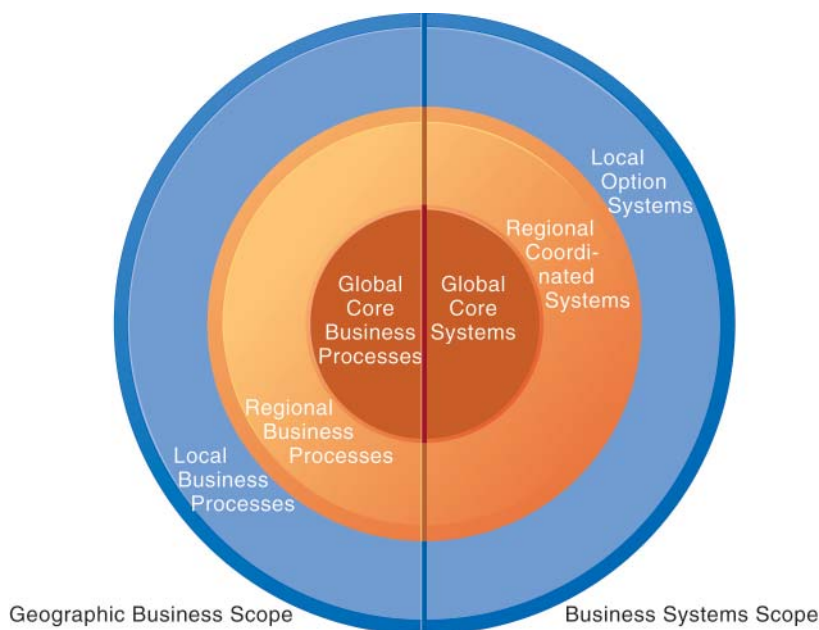 Local
Option
Systems
Regional
Coordi-
nated
Systems
Global
Core
Business
Processes
Global
Core
Systems
Regional
Business
Processes
Local
Business
Processes
Geographic Business Scope
Business Systems Scope